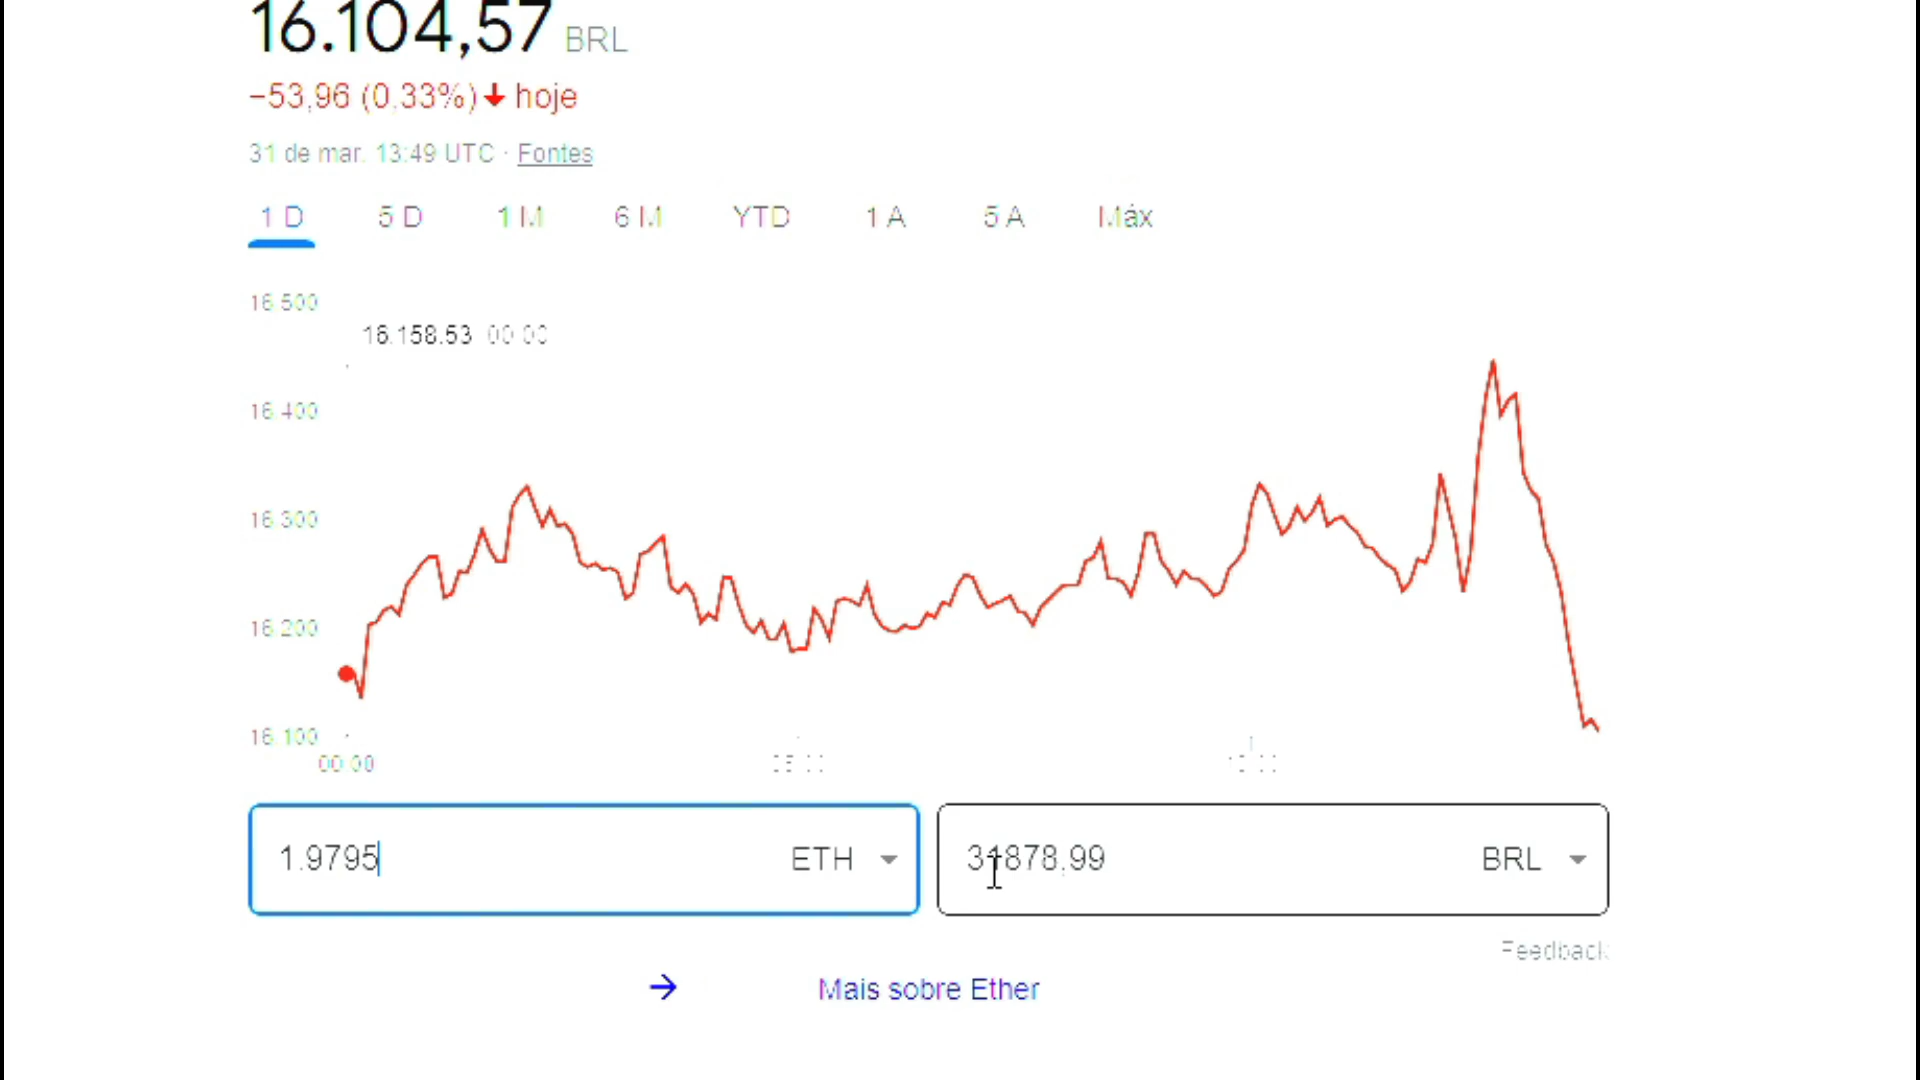 16.104,57 BRL
−53,96 (0,33%) hoje
31 de mar. 13:49 UTC · Fontes
1 D 5 D 1 M 6 M YTD 1 A 5 A Máx
16.500
16.158,53 00:00
16.400
16.300
16.200
16.100
00:00
1.9795 ETH 31878,99 BRL
Feedback
Mais sobre Ether